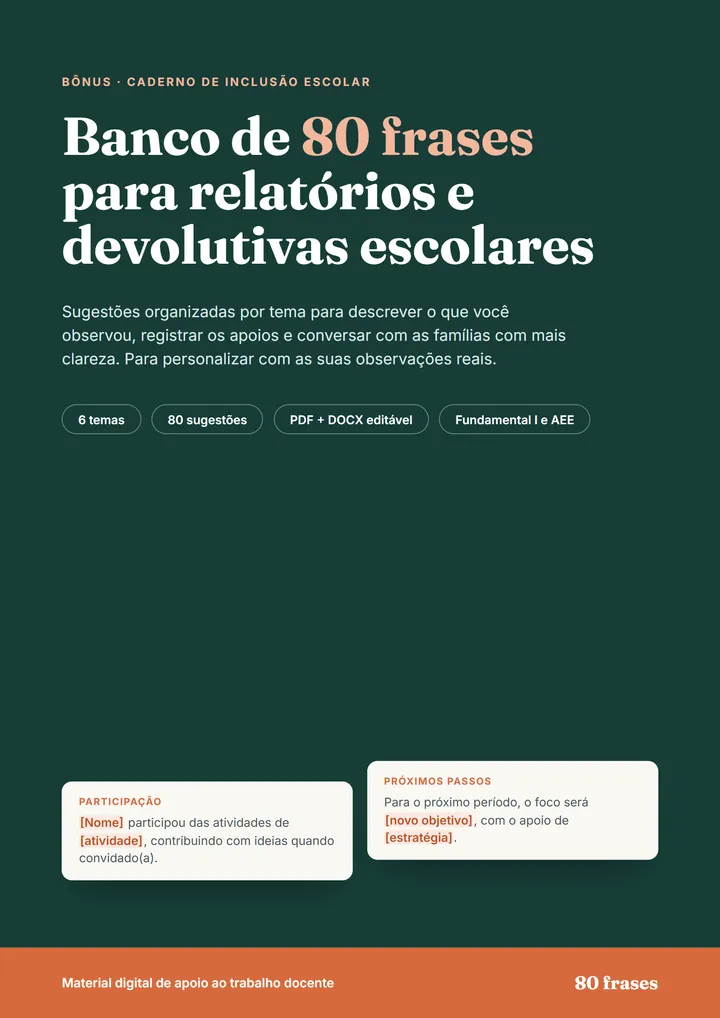 BÔNUS · CADERNO DE INCLUSÃO ESCOLAR
Banco de 80 frases
para relatórios e
devolutivas escolares
Sugestões organizadas por tema para descrever o que você
observou, registrar os apoios e conversar com as famílias com mais
clareza. Para personalizar com as suas observações reais.
6 temas
80 sugestões
PDF + DOCX editável
Fundamental I e AEE
PARTICIPAÇÃO
[Nome] participou das atividades de
[atividade], contribuindo com ideias quando
convidado(a).
PRÓXIMOS PASSOS
Para o próximo período, o foco será
[novo objetivo], com o apoio de
[estratégia].
Material digital de apoio ao trabalho docente
80 frases